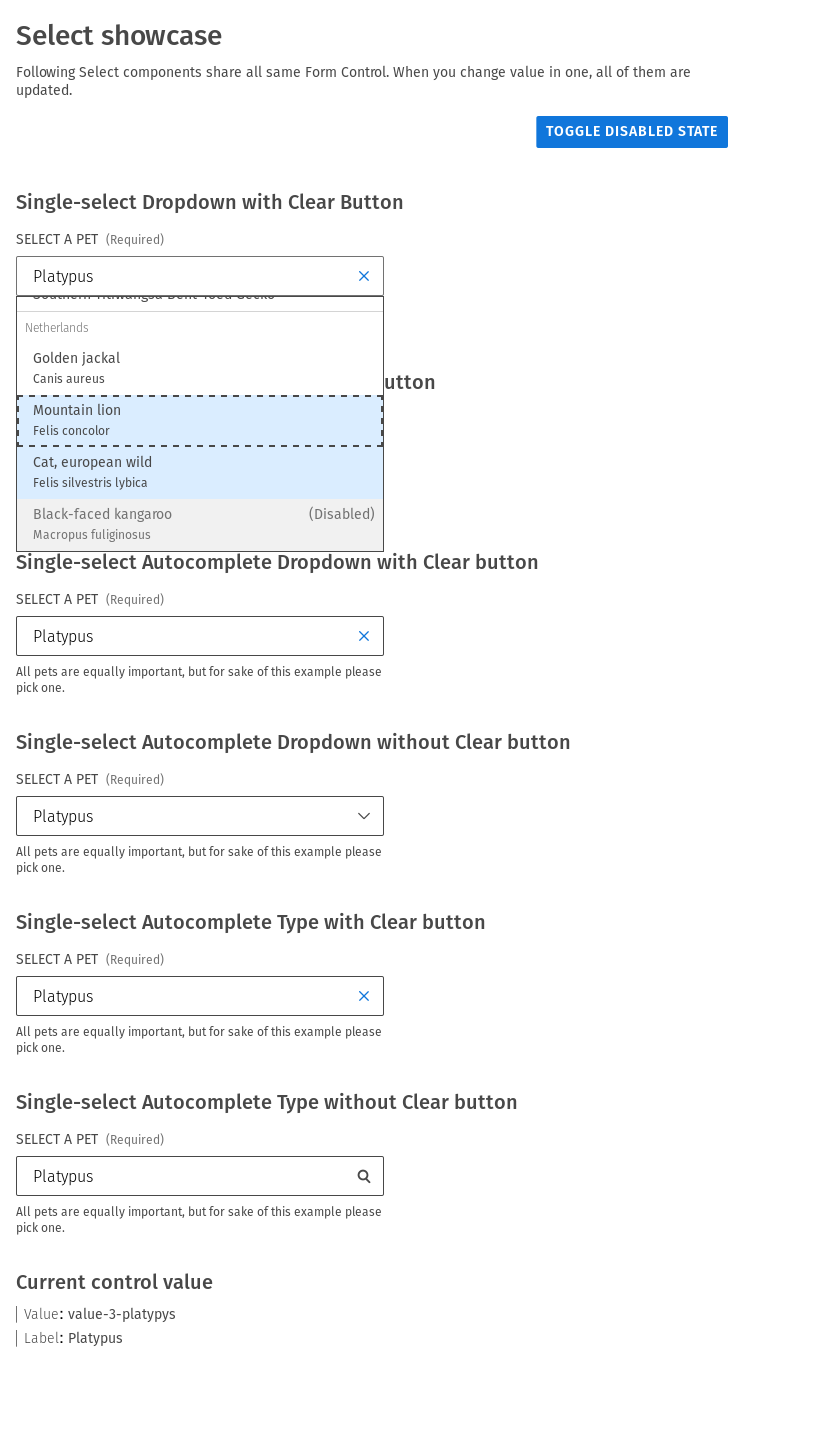 Select showcase
Following Select components share all same Form Control. When you change value in one, all of them are
updated.
TOGGLE DISABLED STATE
Single-select Dropdown with Clear Button
SELECT A PET (Required)
Platypus
Netherlands
Golden jackal
Canis aureus
utton
Mountain lion
Felis concolor
Cat, european wild
Felis silvestris lybica
Black-faced kangaroo (Disabled)
Macropus fuliginosus
Single-select Autocomplete Dropdown with Clear button
SELECT A PET (Required)
Platypus
All pets are equally important, but for sake of this example please
pick one.
Single-select Autocomplete Dropdown without Clear button
SELECT A PET (Required)
Platypus
All pets are equally important, but for sake of this example please
pick one.
Single-select Autocomplete Type with Clear button
SELECT A PET (Required)
Platypus
All pets are equally important, but for sake of this example please
pick one.
Single-select Autocomplete Type without Clear button
SELECT A PET (Required)
Platypus
All pets are equally important, but for sake of this example please
pick one.
Current control value
Value: value-3-platypys
Label: Platypus